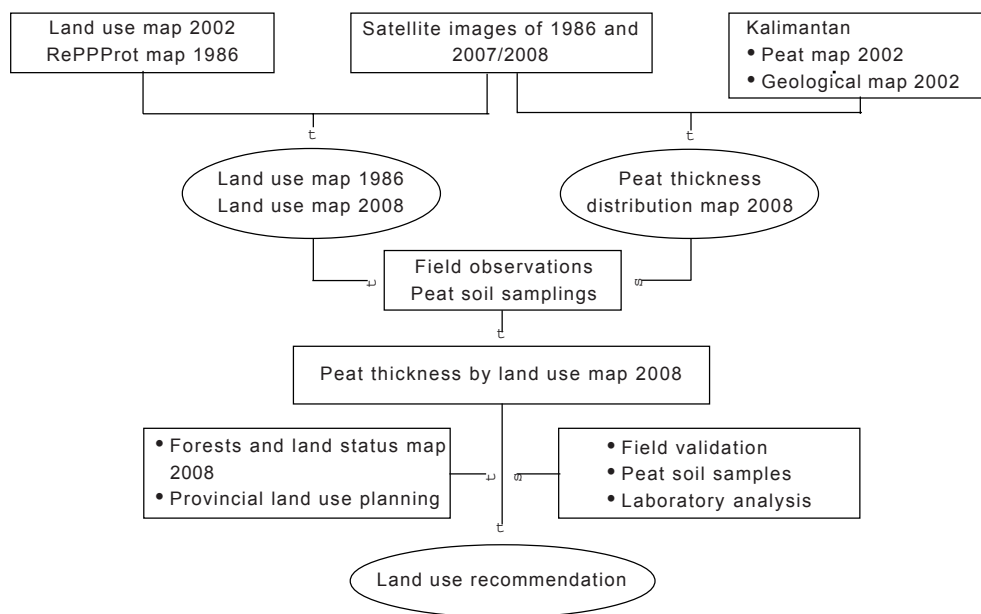 Land use map 2002
RePPProt map 1986
Satellite images of 1986 and
2007/2008
Kalimantan
• Peat map 2002
• Geological map 2002
t
t
Land use map 1986
Land use map 2008
Peat thickness
distribution map 2008
t
s
Field observations
Peat soil samplings
t
Peat thickness by land use map 2008
• Forests and land status map
2008
• Provincial land use planning
t
s
• Field validation
• Peat soil samples
• Laboratory analysis
t
Land use recommendation